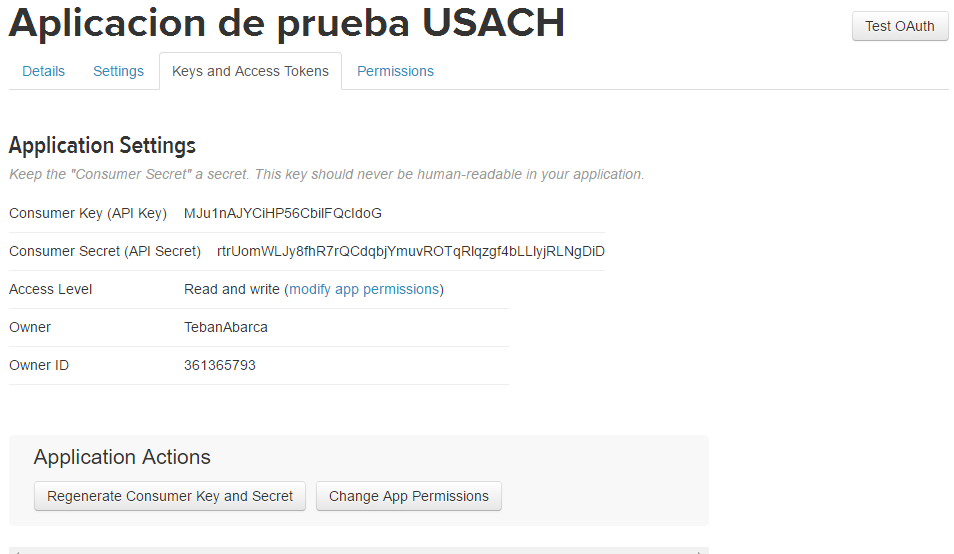 Aplicacion de prueba USACH
Test OAuth
Details Settings Keys and Access Tokens Permissions
Application Settings
Keep the "Consumer Secret" a secret. This key should never be human-readable in your application.
Consumer Key (API Key)
Consumer Secret (API Secret)
Access Level Read and write (modify app permissions)
Owner TebanAbarca
Owner ID 361365793
Application Actions
Regenerate Consumer Key and Secret Change App Permissions